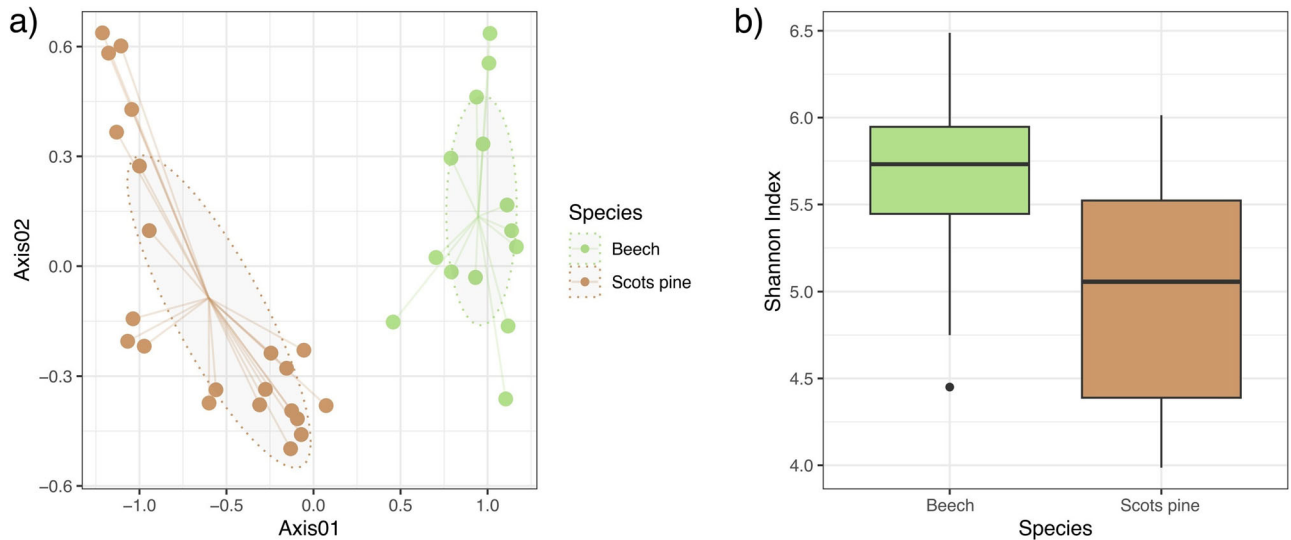 a)
0.6
0.3
0.0
−0.3
−0.6
Axis02
−1.0 −0.5 0.0 0.5 1.0
Axis01
Species
Beech
Scots pine
b)
6.5
6.0
5.5
5.0
4.5
4.0
Shannon Index
Beech Scots pine
Species